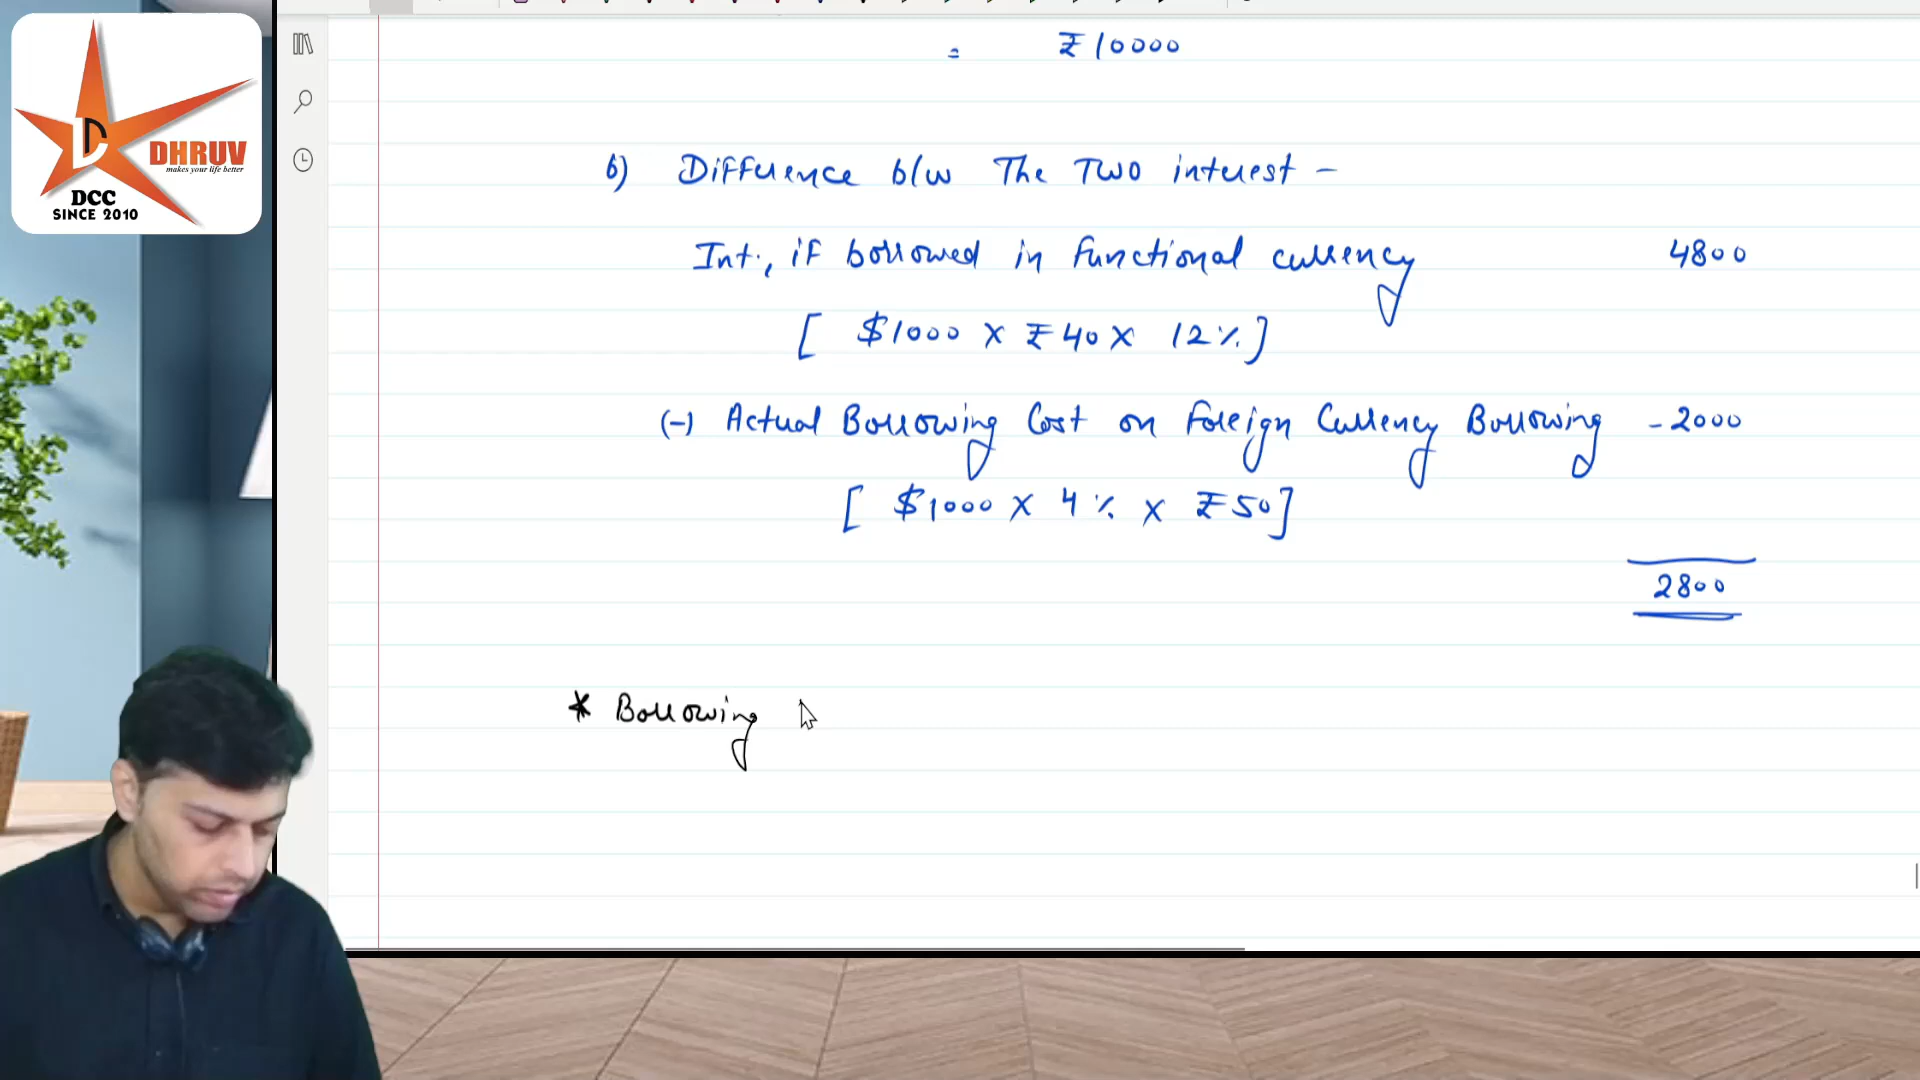 DC
DHRUV
makes your life better
DCC
SINCE 2010
= ₹10000
b) Difference b/w The Two interest -
Int., if borrowed in functional currency 4800
[ $1000 X ₹40 X 12%]
(-) Actual Borrowing Cost on Foreign Currency Borrowing - 2000
[ $1000 X 4% X ₹50]
2800
* Borrowing